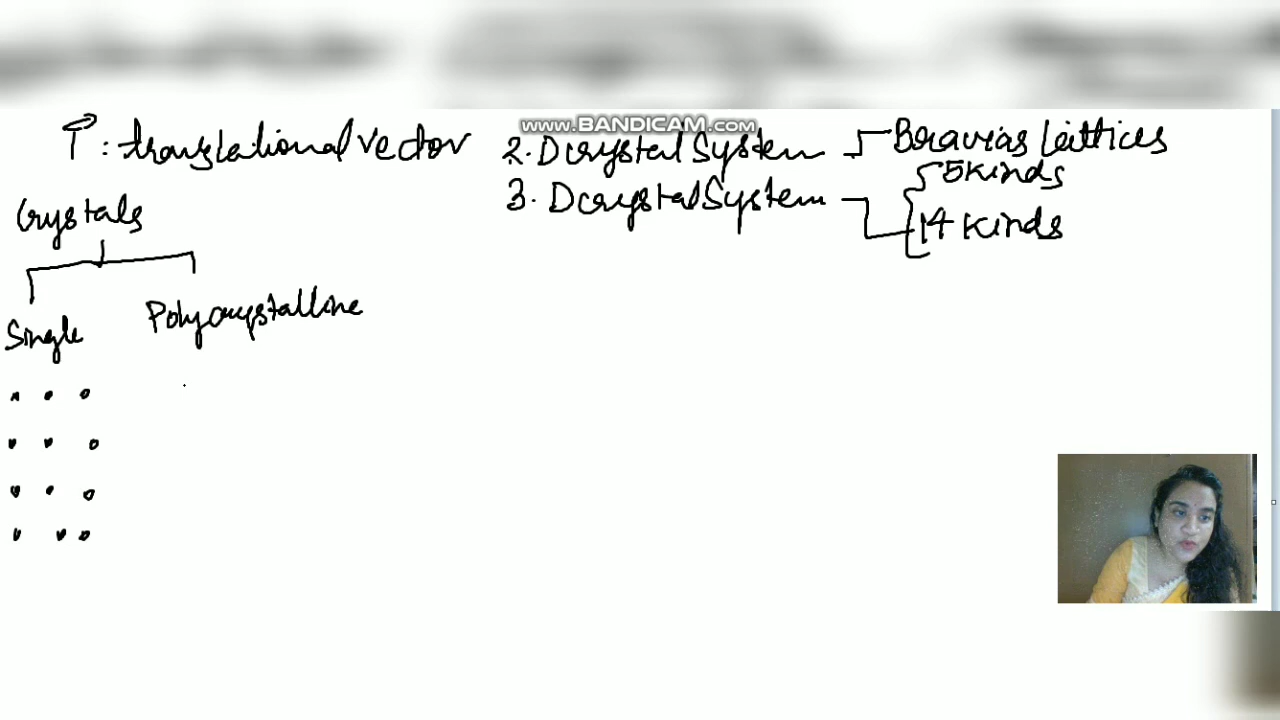 www.BANDICAM.com
T : translational vector
2. D crystal System
Bravias lattices
5 Kinds
3. D crystal System
14 Kinds
Crystals
Single
Polycrystalline